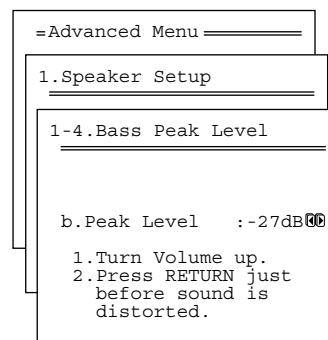 =Advanced Menu
1.Speaker Setup
1-4.Bass Peak Level
b.Peak Level :-27dB
1.Turn Volume up.
2.Press RETURN just
before sound is
distorted.